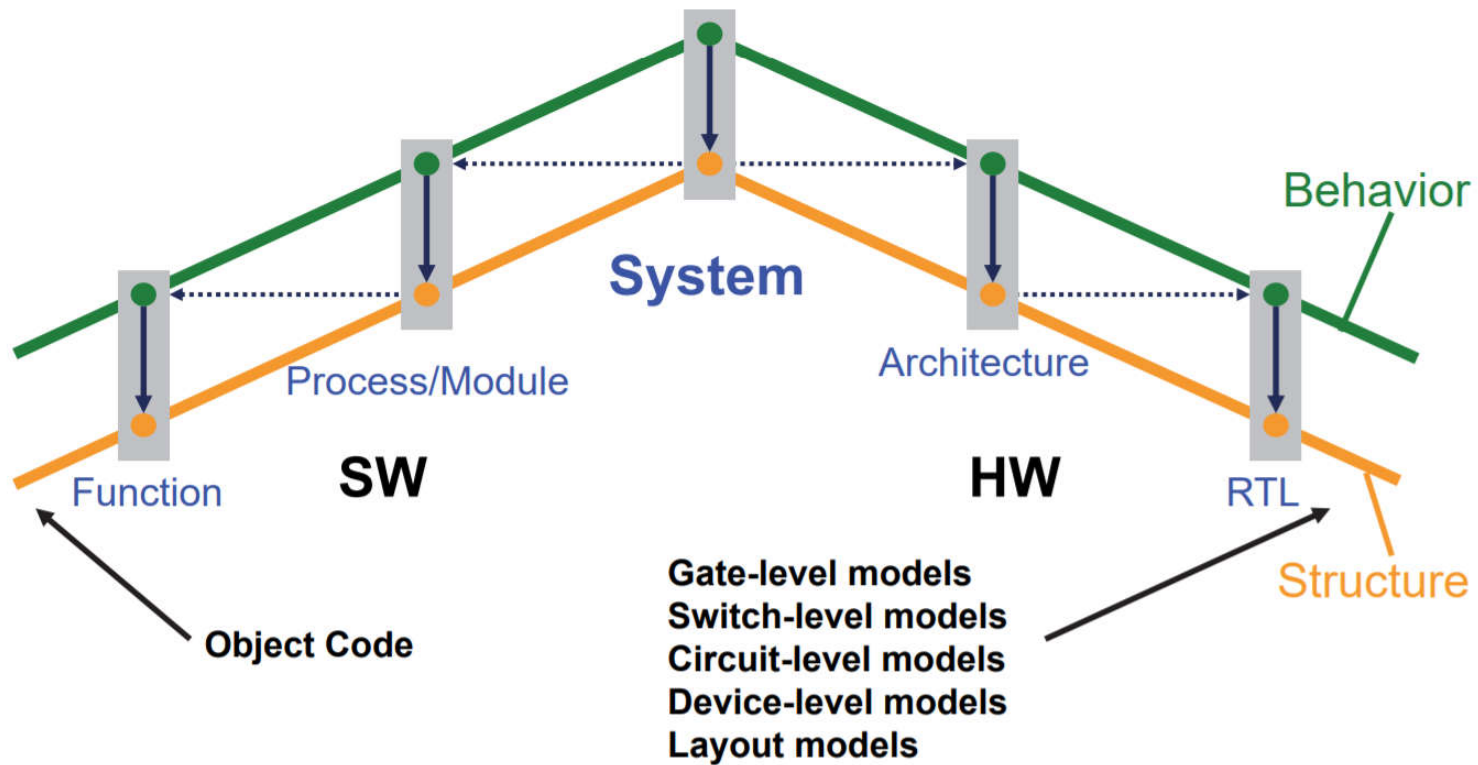 Behavior
System
Process/Module
Architecture
SW
HW
Function
RTL
Gate-level models
Switch-level models
Circuit-level models
Device-level models
Layout models
Structure
Object Code